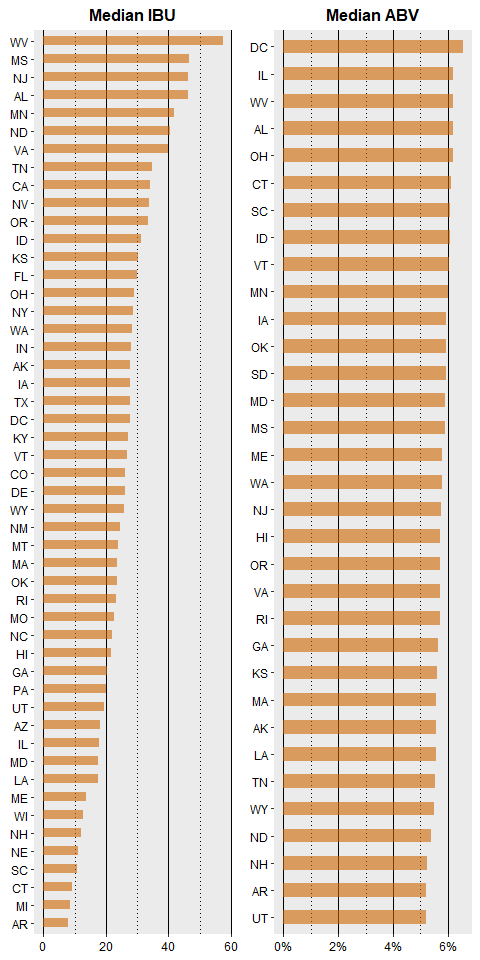 Median IBU
WV
MS
NJ
AL
MN
ND
VA
TN
CA
NV
OR
ID
KS
FL
OH
NY
WA
IN
AK
IA
TX
DC
KY
VT
CO
DE
WY
NM
MT
MA
OK
RI
MO
NC
HI
GA
PA
UT
AZ
IL
MD
LA
ME
WI
NH
NE
SC
CT
MI
AR
0 20 40 60
Median ABV
DC
IL
WV
AL
OH
CT
SC
ID
VT
MN
IA
OK
SD
MD
MS
ME
WA
NJ
HI
OR
VA
RI
GA
KS
MA
AK
LA
TN
WY
ND
NH
AR
UT
0% 2% 4% 6%